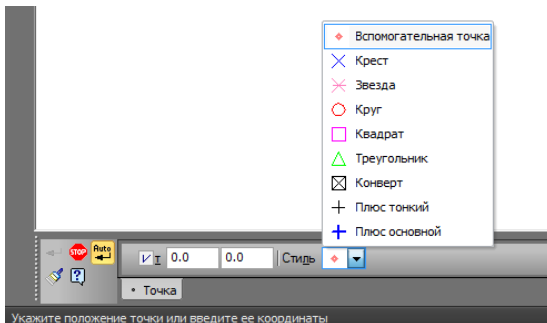 Вспомогательная точка
Крест
Звезда
Круг
Квадрат
Треугольник
Конверт
Плюс тонкий
Плюс основной
STOP Auto
т 0.0 0.0 Стиль
Точка
Укажите положение точки или введите ее координаты